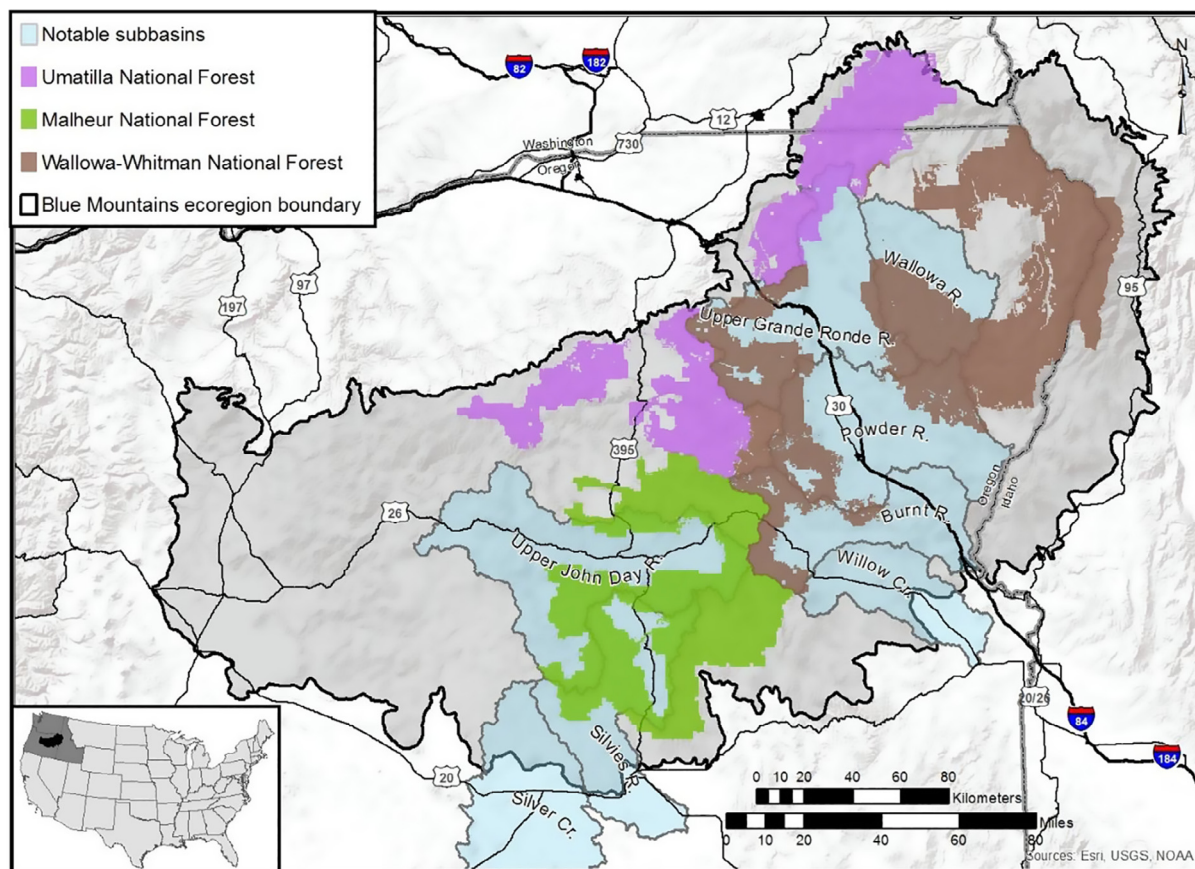 Notable subbasins
Umatilla National Forest
Malheur National Forest
Wallowa-Whitman National Forest
Blue Mountains ecoregion boundary
N
82
182
12
Washington
730
Oregon
97
197
95
Wallowa R.
Upper Grande Ronde R.
30
395
Powder R.
Oregon
Idaho
26
Burnt R.
Upper John Day R.
Willow Cr.
20/26
84
Silvies R.
184
20
Silver Cr.
0 10 20 40 60 80
Kilometers
0 10 20 40 60 80
Miles
Sources: Esri, USGS, NOAA